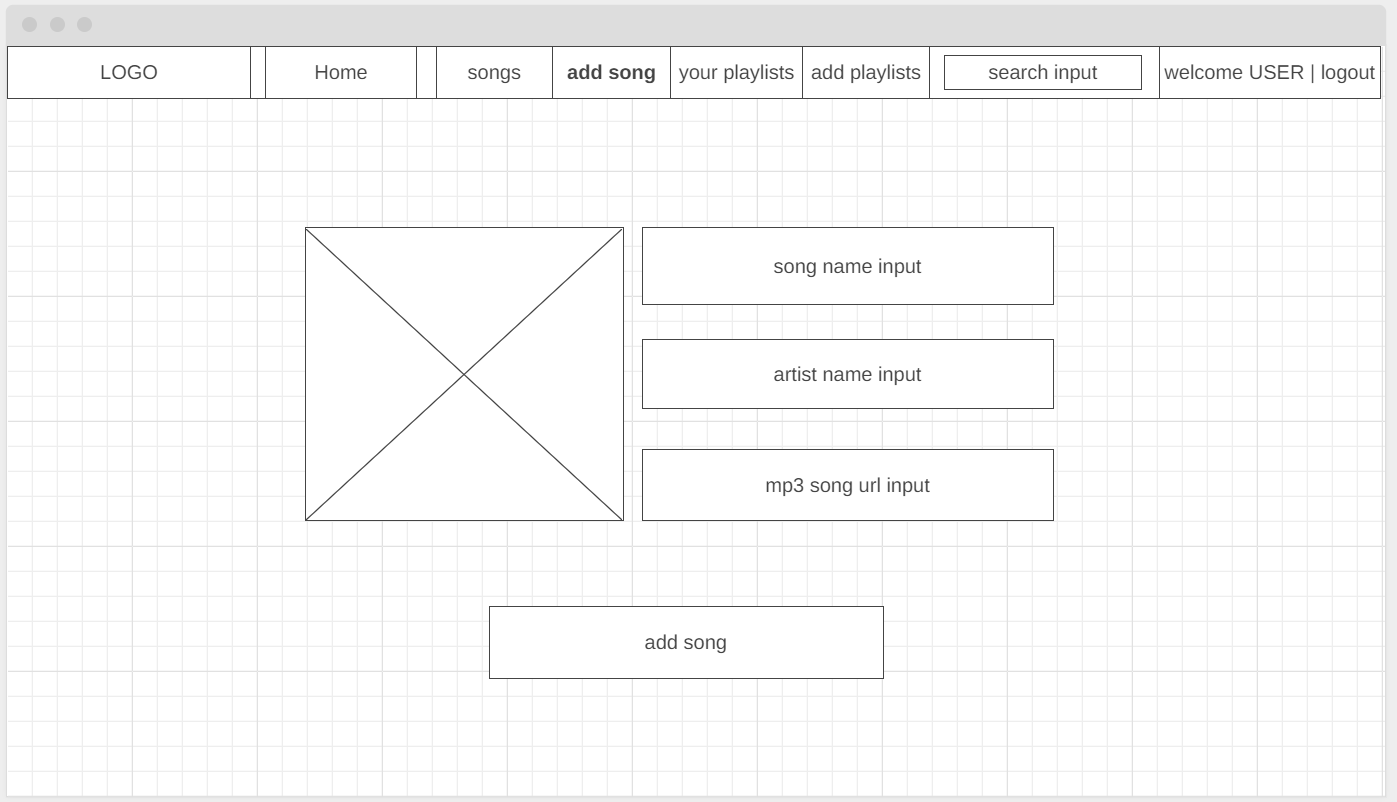 LOGO
Home
songs
add song
your playlists
add playlists
search input
welcome USER | logout
song name input
artist name input
mp3 song url input
add song